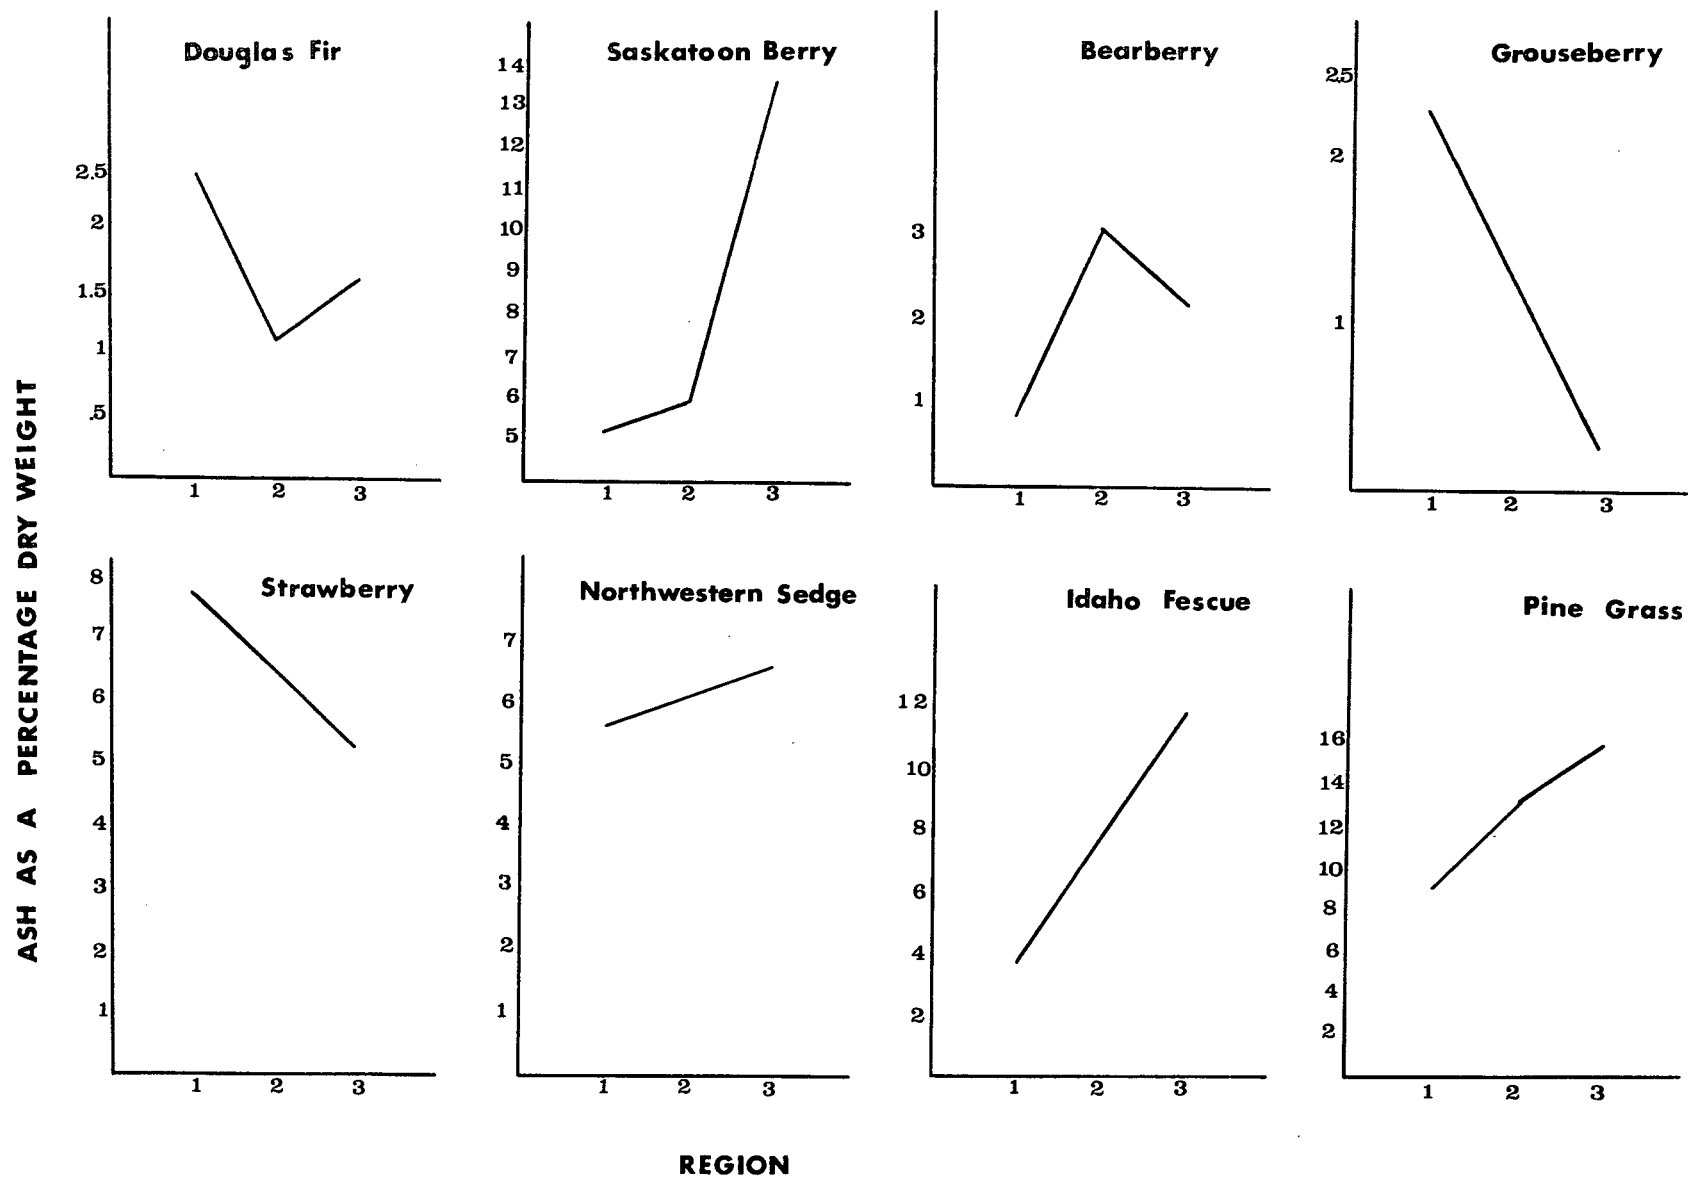 ASH AS A PERCENTAGE DRY WEIGHT
Douglas Fir
2.5
2
1.5
1
.5
1 2 3
Saskatoon Berry
14
13
12
11
10
9
8
7
6
5
1 2 3
Bearberry
3
2
1
1 2 3
Grouseberry
25
2
1
1 2 3
Strawberry
8
7
6
5
4
3
2
1
1 2 3
Northwestern Sedge
7
6
5
4
3
2
1
1 2 3
Idaho Fescue
12
10
8
6
4
2
1 2 3
Pine Grass
16
14
12
10
8
6
4
2
1 2 3
REGION